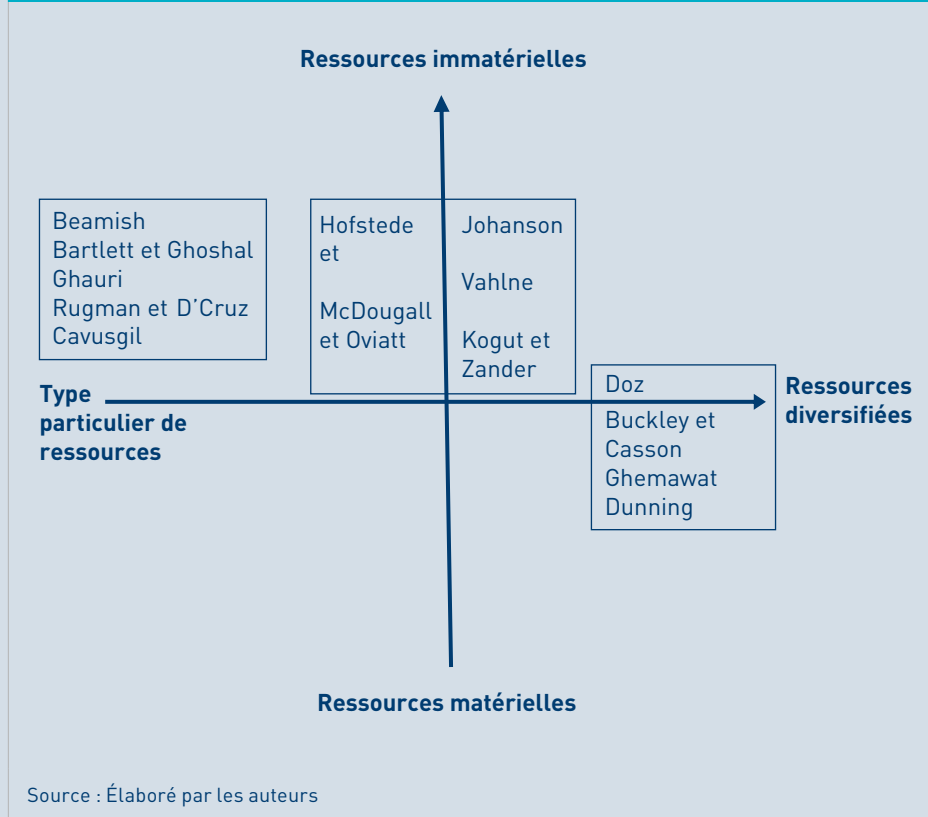 Ressources immatérielles
Beamish
Bartlett et Ghoshal
Ghauri
Rugman et D'Cruz
Cavusgil
Hofstede
et
McDougall
et Oviatt
Johanson
Vahlne
Kogut et
Zander
Type
particulier de
ressources
Doz
Buckley et
Casson
Ghemawat
Dunning
Ressources
diversifiées
Ressources matérielles
Source : Élaboré par les auteurs